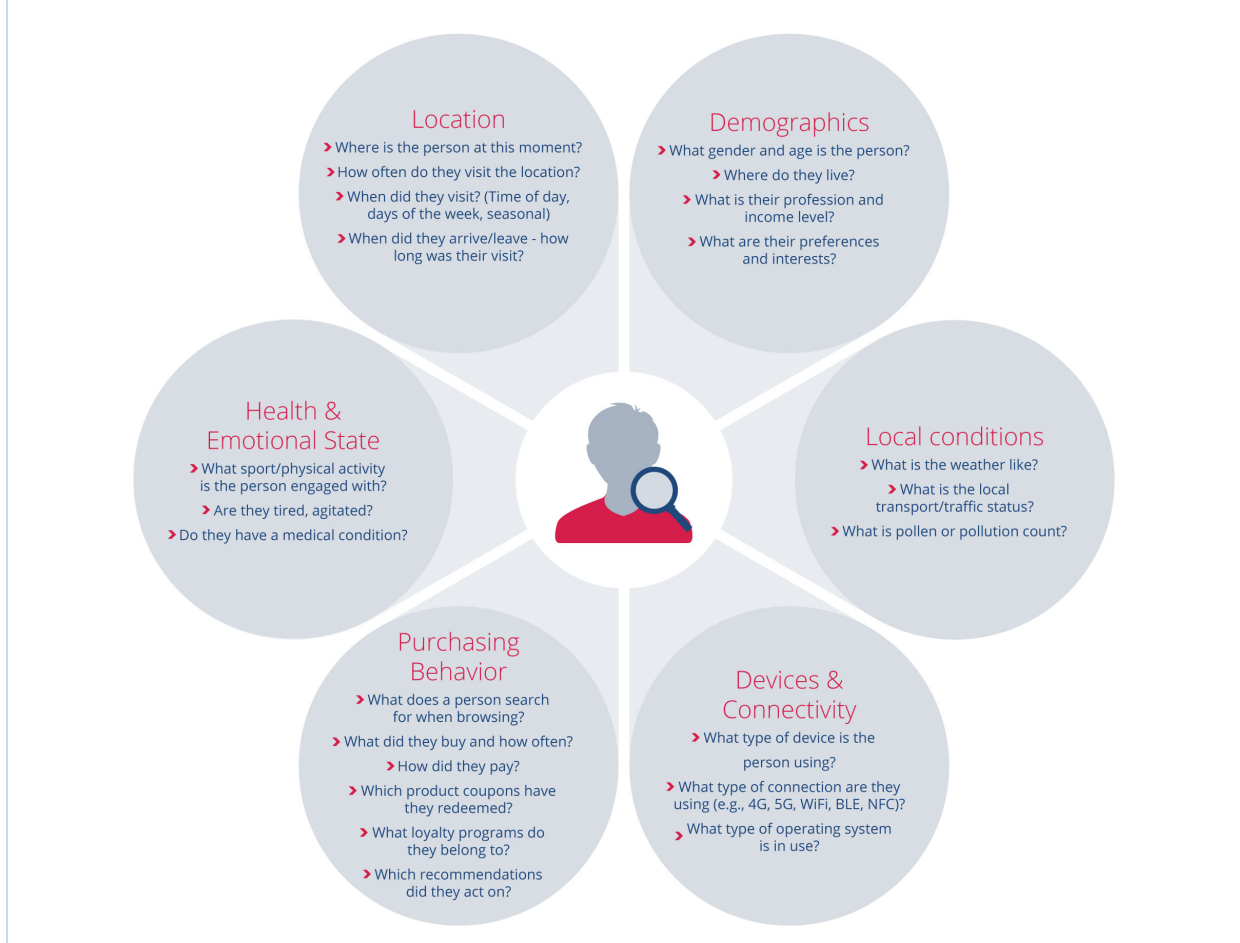 Location
Where is the person at this moment?
How often do they visit the location?
When did they visit? (Time of day,
days of the week, seasonal)
When did they arrive/leave - how
long was their visit?
Demographics
What gender and age is the person?
Where do they live?
What is their profession and
income level?
What are their preferences
and interests?
Health &
Emotional State
What sport/physical activity
is the person engaged with?
Are they tired, agitated?
Do they have a medical condition?
Local conditions
What is the weather like?
What is the local
transport/traffic status?
What is pollen or pollution count?
Purchasing
Behavior
What does a person search
for when browsing?
What did they buy and how often?
How did they pay?
Which product coupons have
they redeemed?
What loyalty programs do
they belong to?
Which recommendations
did they act on?
Devices &
Connectivity
What type of device is the
person using?
What type of connection are they
using (e.g., 4G, 5G, WiFi, BLE, NFC)?
What type of operating system
is in use?